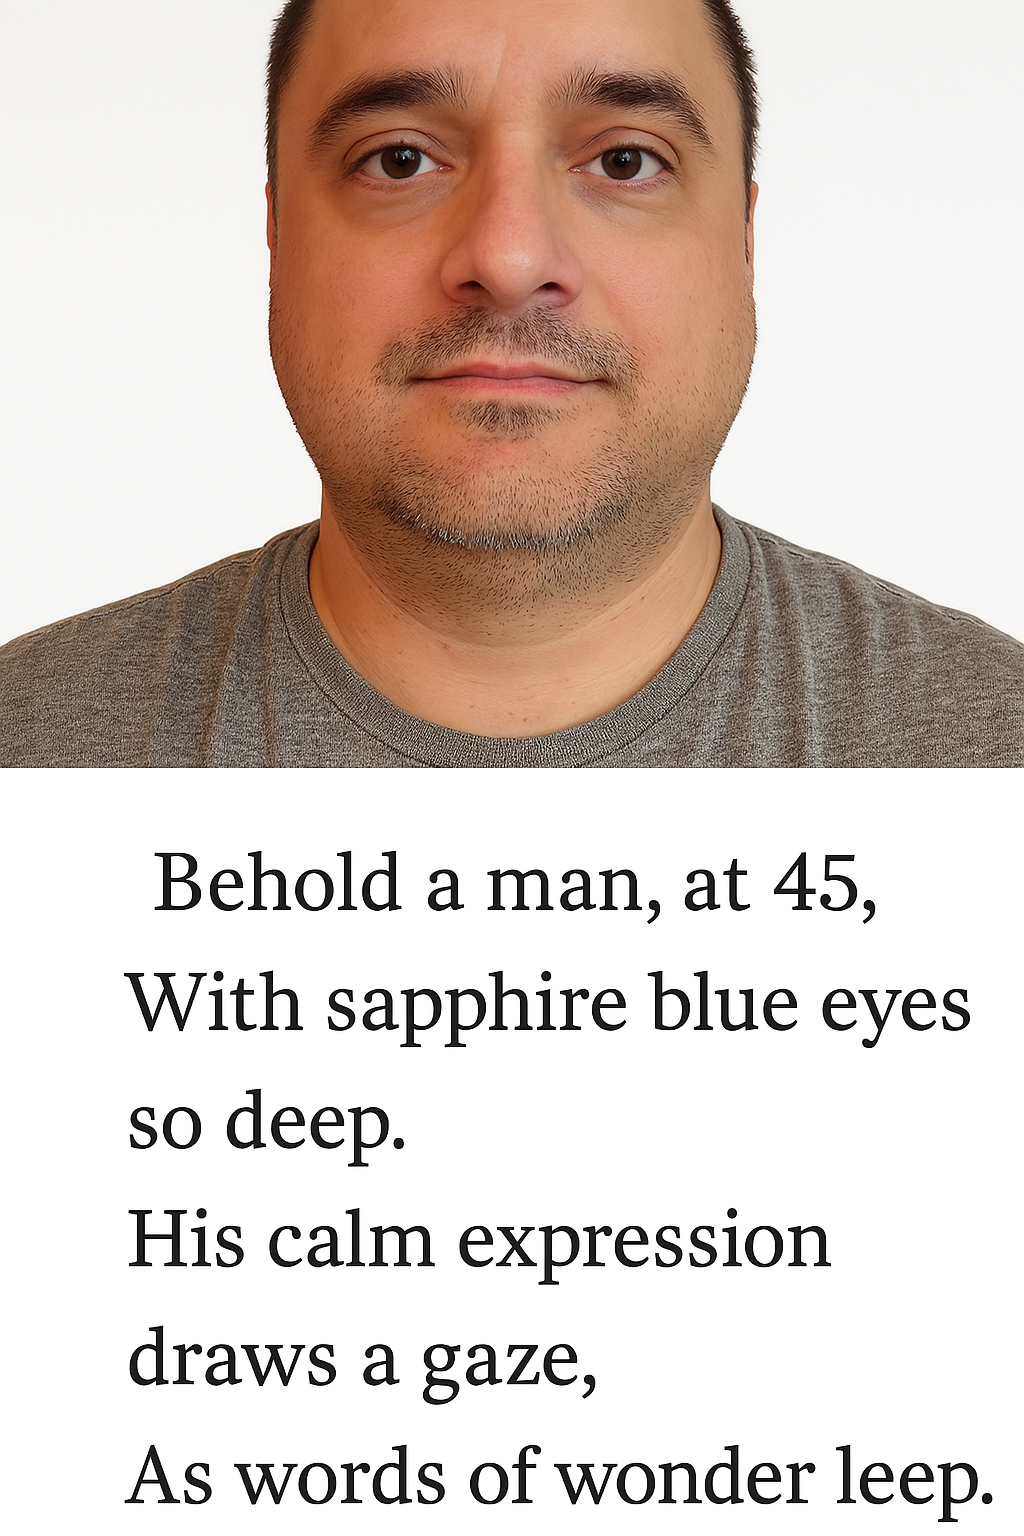 Behold a man, at 45,
With sapphire blue eyes
so deep.
His calm expression
draws a gaze,
As words of wonder leep.